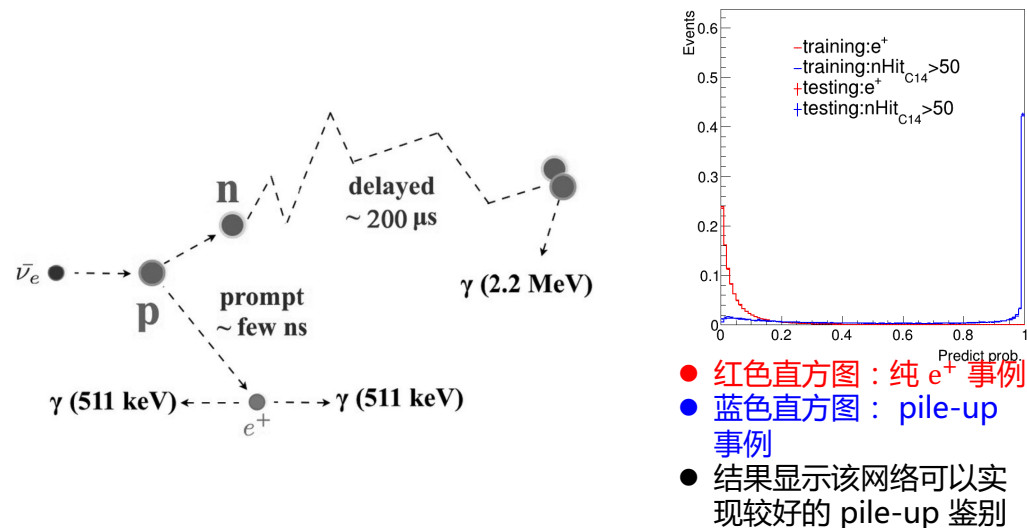 n
delayed
~ 200 μs
ν̄e
p
γ (2.2 MeV)
prompt
~ few ns
γ (511 keV)
γ (511 keV)
e⁺
Events
0.6
0.5
0.4
0.3
0.2
0.1
0
training:e⁺
training:nHit_C14>50
testing:e⁺
testing:nHit_C14>50
0 0.2 0.4 0.6 0.8 1
Predict prob.
● 红色直方图：纯 e⁺ 事例
● 蓝色直方图： pile-up
事例
● 结果显示该网络可以实
现较好的 pile-up 鉴别